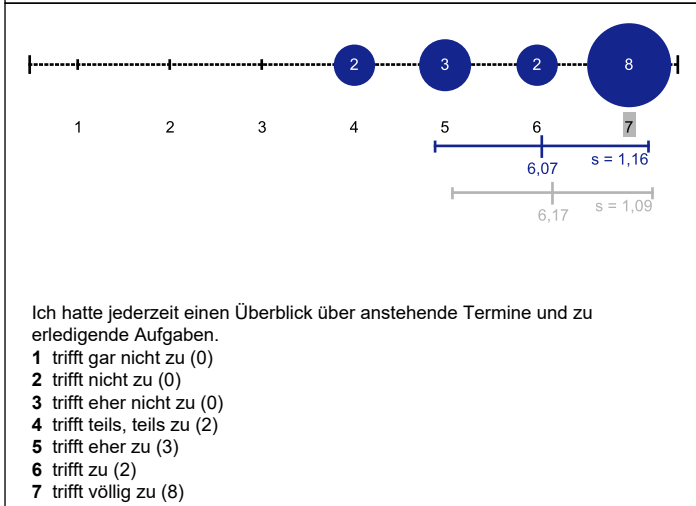 2 3 2 8
1 2 3 4 5 6 7
6,07 s = 1,16
6,17 s = 1,09
Ich hatte jederzeit einen Überblick über anstehende Termine und zu
erledigende Aufgaben.
1 trifft gar nicht zu (0)
2 trifft nicht zu (0)
3 trifft eher nicht zu (0)
4 trifft teils, teils zu (2)
5 trifft eher zu (3)
6 trifft zu (2)
7 trifft völlig zu (8)